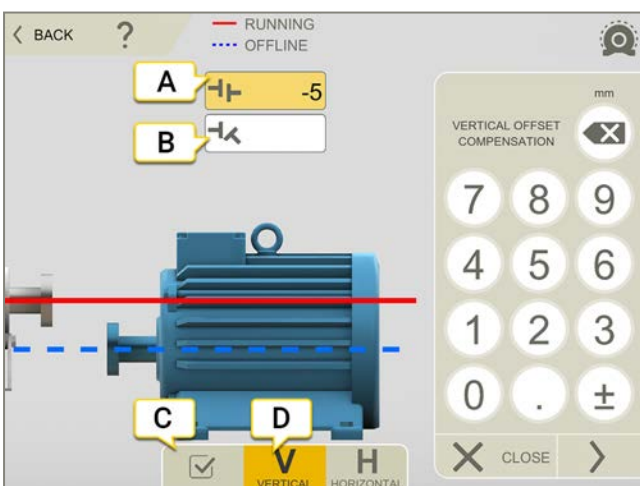 BACK ?
RUNNING
OFFLINE
A
-5
B
mm
VERTICAL OFFSET
COMPENSATION
7 8 9
4 5 6
1 2 3
0 . ±
C D
V H
VERTICAL HORIZONTAL
CLOSE